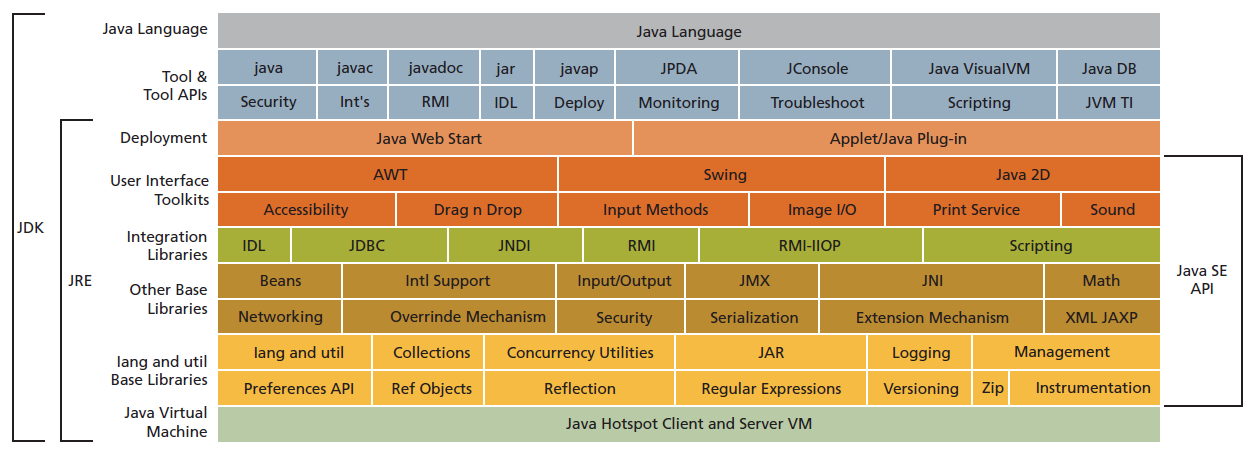 Java Language
Java Language
Tool &
Tool APIs
java javac javadoc jar javap JPDA JConsole Java VisualVM Java DB
Security Int's RMI IDL Deploy Monitoring Troubleshoot Scripting JVM TI
Deployment
Java Web Start Applet/Java Plug-in
User Interface
Toolkits
AWT Swing Java 2D
Accessibility Drag n Drop Input Methods Image I/O Print Service Sound
Integration
Libraries
IDL JDBC JNDI RMI RMI-IIOP Scripting
Other Base
Libraries
Beans Intl Support Input/Output JMX JNI Math
Networking Overrinde Mechanism Security Serialization Extension Mechanism XML JAXP
lang and util
Base Libraries
lang and util Collections Concurrency Utilities JAR Logging Management
Preferences API Ref Objects Reflection Regular Expressions Versioning Zip Instrumentation
Java Virtual
Machine
Java Hotspot Client and Server VM
JDK
JRE
Java SE
API